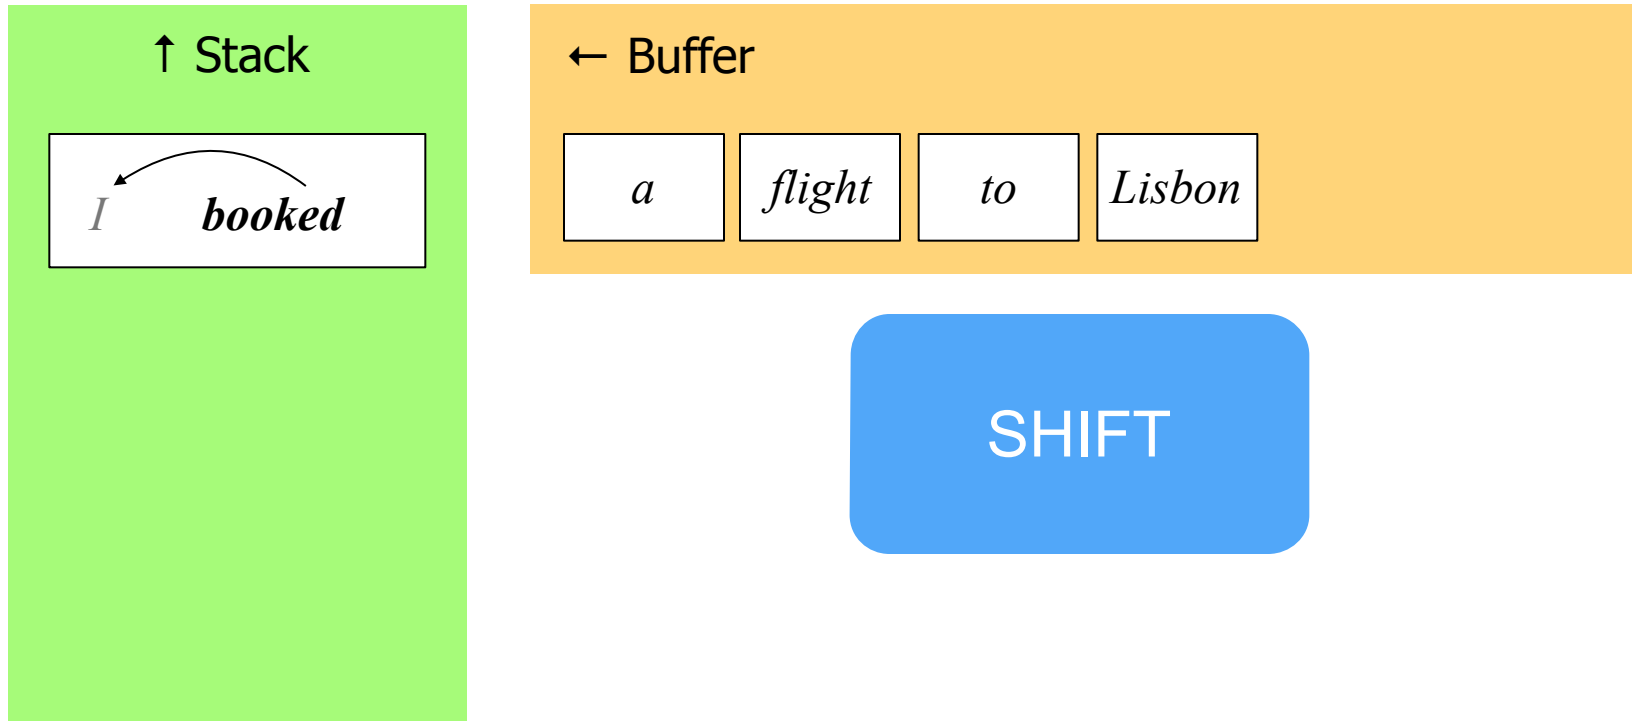 ↑ Stack
← Buffer
I booked
a flight to Lisbon
SHIFT